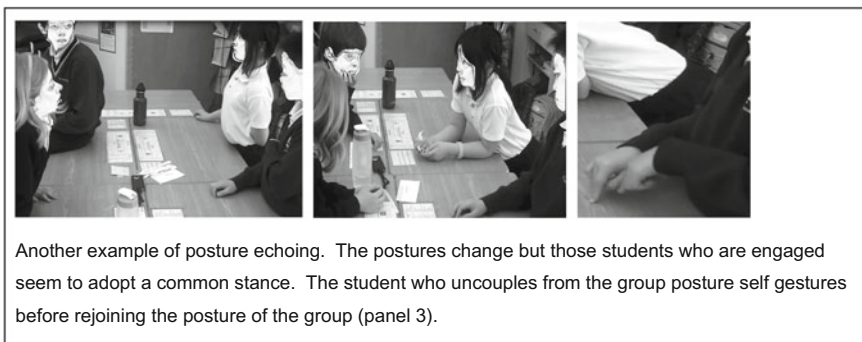 Another example of posture echoing.  The postures change but those students who are engaged
seem to adopt a common stance.  The student who uncouples from the group posture self gestures
before rejoining the posture of the group (panel 3).